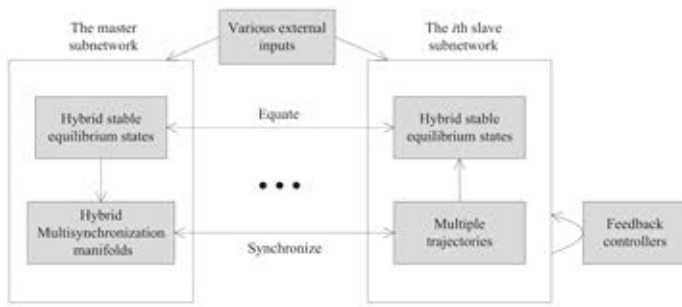 The master
subnetwork
Various external
inputs
The ith slave
subnetwork
Hybrid stable
equilibrium states
Equate
Hybrid stable
equilibrium states
Hybrid
Multisynchronization
manifolds
Synchronize
Multiple
trajectories
Feedback
controllers